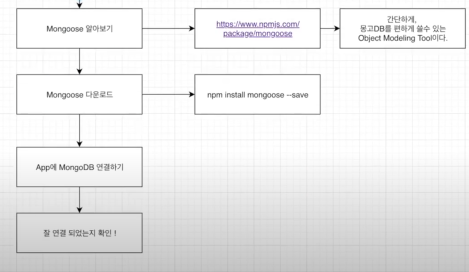 Mongoose 알아보기
https://www.npmjs.com/
package/mongoose
간단하게,
몽고DB를 편하게 쓸수 있는
Object Modeling Tool이다.
Mongoose 다운로드
npm install mongoose --save
App에 MongoDB 연결하기
잘 연결 되었는지 확인 !